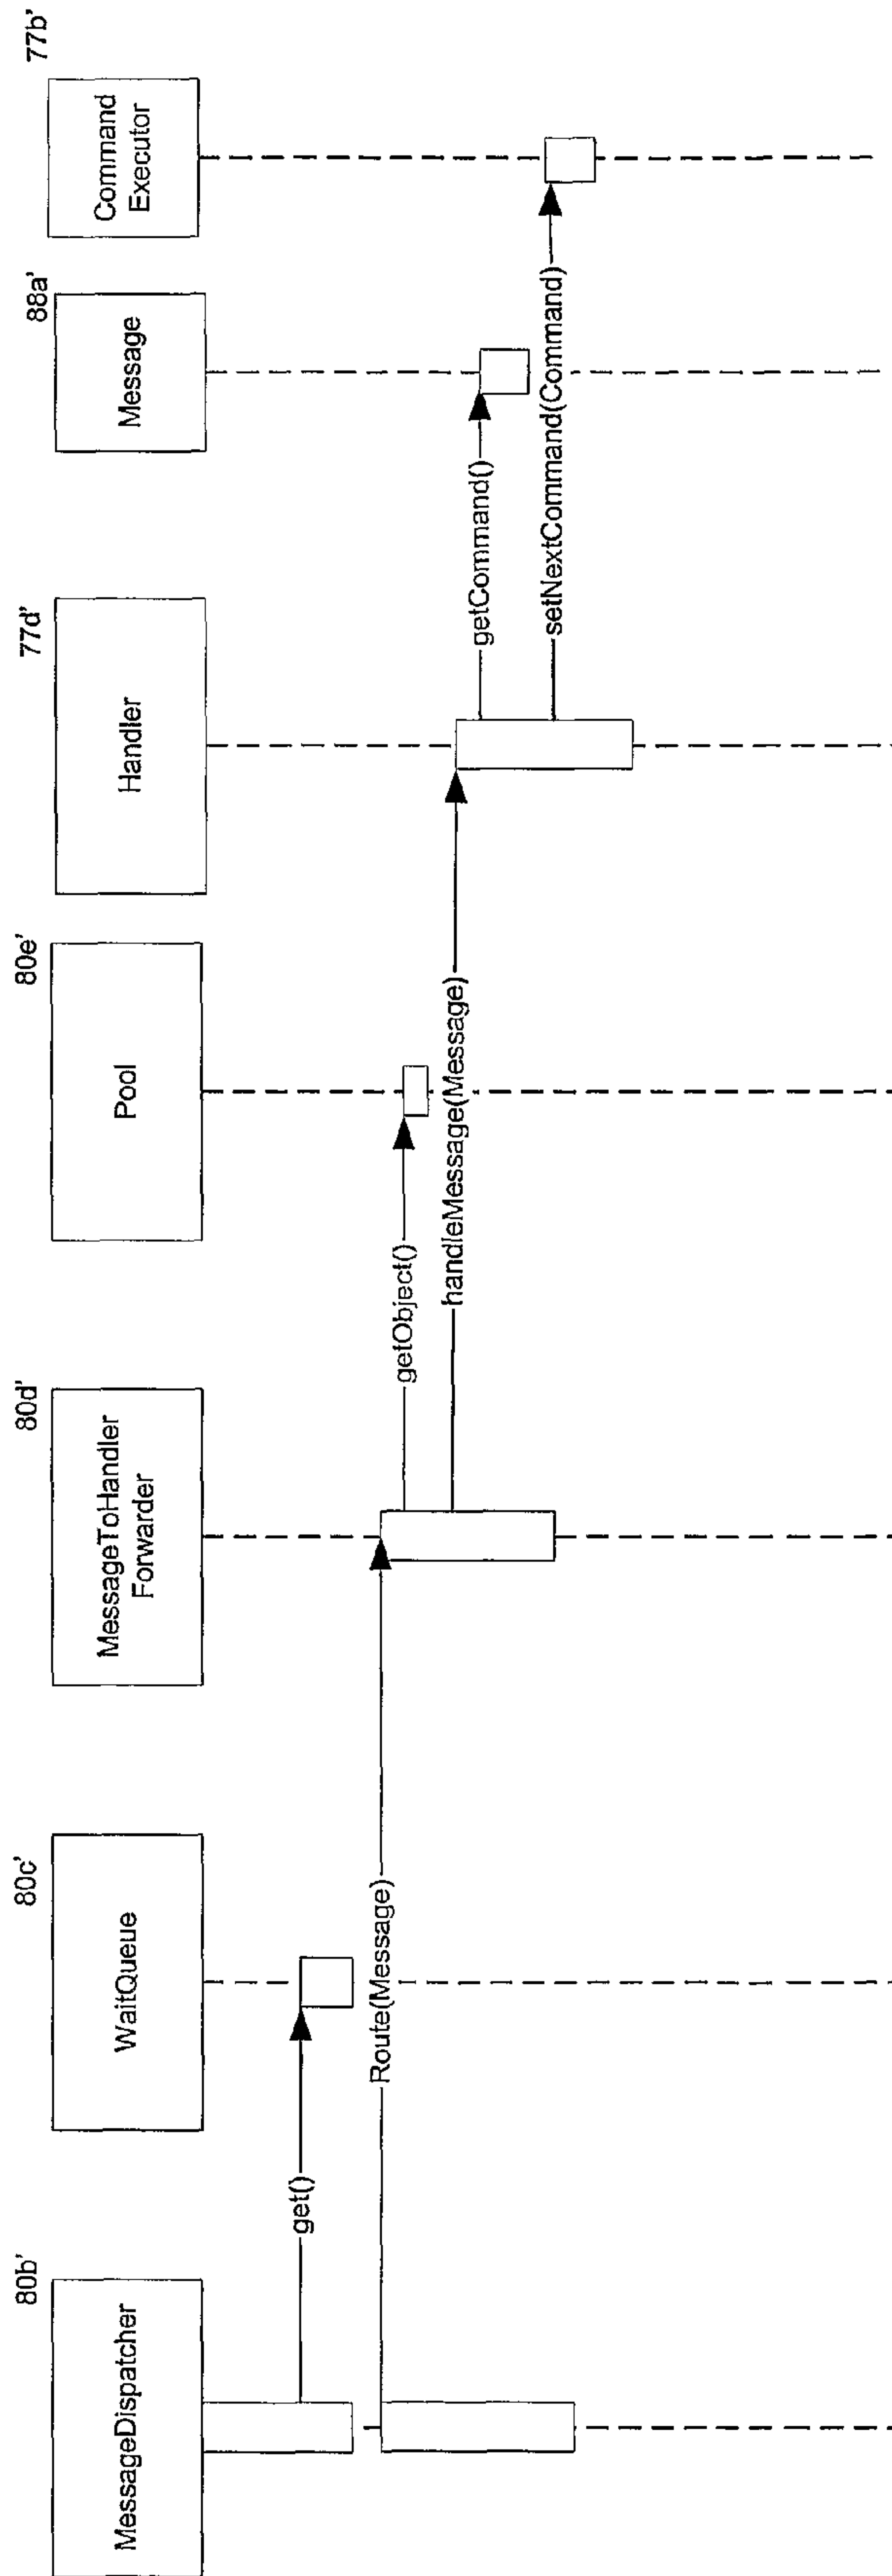 80b'
80c'
80d'
80e'
77d'
88a'
77b'
MessageDispatcher
WaitQueue
MessageToHandler
Forwarder
Pool
Handler
Message
Command
Executor
get()
Route(Message)
getObject()
handleMessage(Message)
getCommand()
setNextCommand(Command)